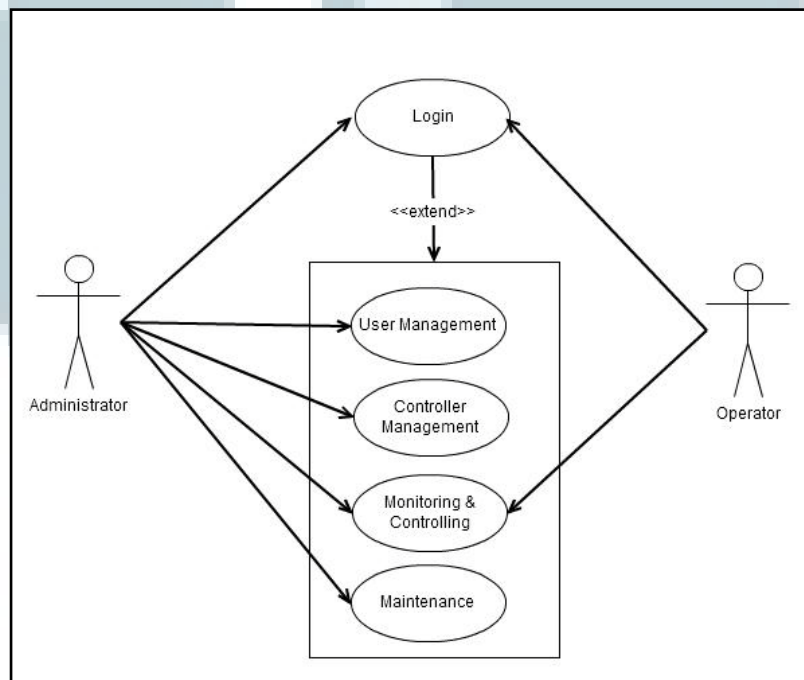 Login
<<extend>>
User Management
Controller
Management
Monitoring &
Controlling
Maintenance
Administrator
Operator